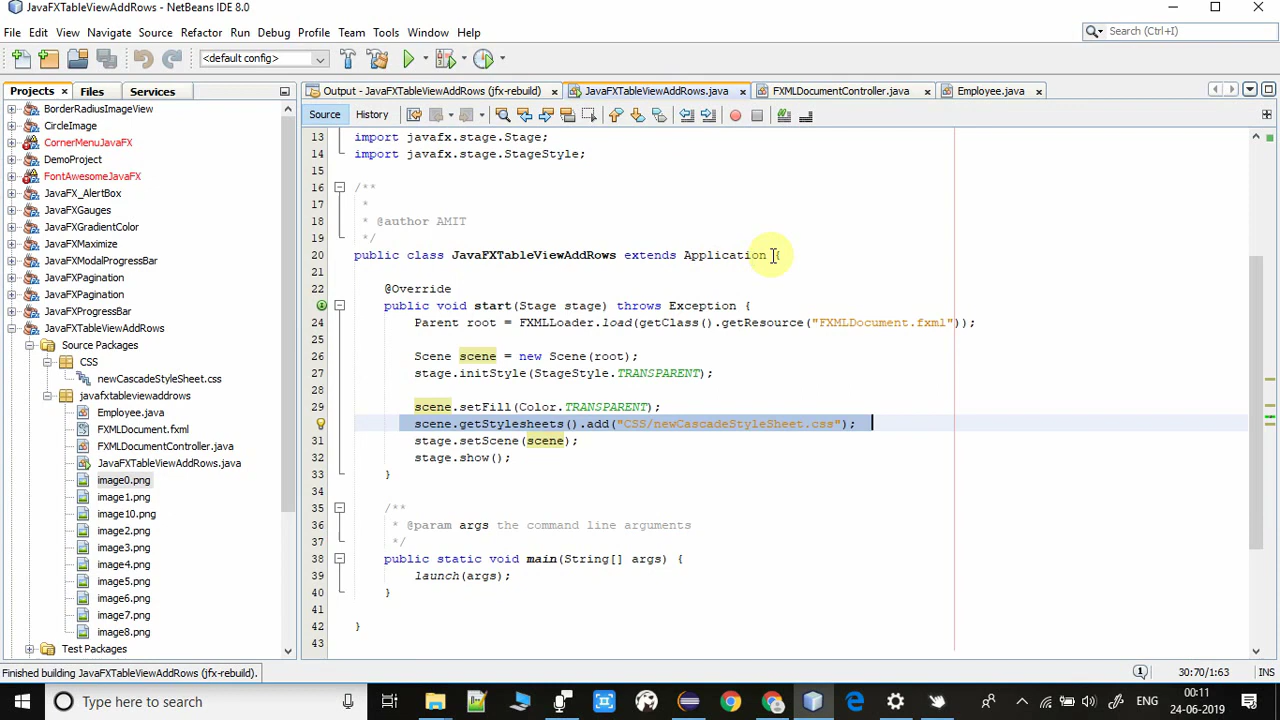 JavaFXTableViewAddRows - NetBeans IDE 8.0
File Edit View Navigate Source Refactor Run Debug Profile Team Tools Window Help
Search (Ctrl+I)
<default config>
Projects Files Services
Output - JavaFXTableViewAddRows (jfx-rebuild) JavaFXTableViewAddRows.java FXMLDocumentController.java Employee.java
Source History
BorderRadiusImageView
CircleImage
CornerMenuJavaFX
DemoProject
FontAwesomeJavaFX
JavaFX_AlertBox
JavaFXGauges
JavaFXGradientColor
JavaFXMaximize
JavaFXModalProgressBar
JavaFXPagination
JavaFXPagination
JavaFXProgressBar
JavaFXTableViewAddRows
Source Packages
CSS
newCascadeStyleSheet.css
javafxtableviewaddrows
Employee.java
FXMLDocument.fxml
FXMLDocumentController.java
JavaFXTableViewAddRows.java
image0.png
image1.png
image10.png
image2.png
image3.png
image4.png
image5.png
image6.png
image7.png
image8.png
Test Packages
13 import javafx.stage.Stage;
14 import javafx.stage.StageStyle;
15
16 /**
17 *
18 * @author AMIT
19 */
20 public class JavaFXTableViewAddRows extends Application {
21
22 @Override
public void start(Stage stage) throws Exception {
24 Parent root = FXMLLoader.load(getClass().getResource("FXMLDocument.fxml"));
25
26 Scene scene = new Scene(root);
27 stage.initStyle(StageStyle.TRANSPARENT);
28
29 scene.setFill(Color.TRANSPARENT);
scene.getStylesheets().add("CSS/newCascadeStyleSheet.css");
31 stage.setScene(scene);
32 stage.show();
33 }
34
35 /**
36 * @param args the command line arguments
37 */
38 public static void main(String[] args) {
39 launch(args);
40 }
41
42 }
43
Finished building JavaFXTableViewAddRows (jfx-rebuild).
1 30:70/1:63 INS
Type here to search
ENG
00:11
24-06-2019